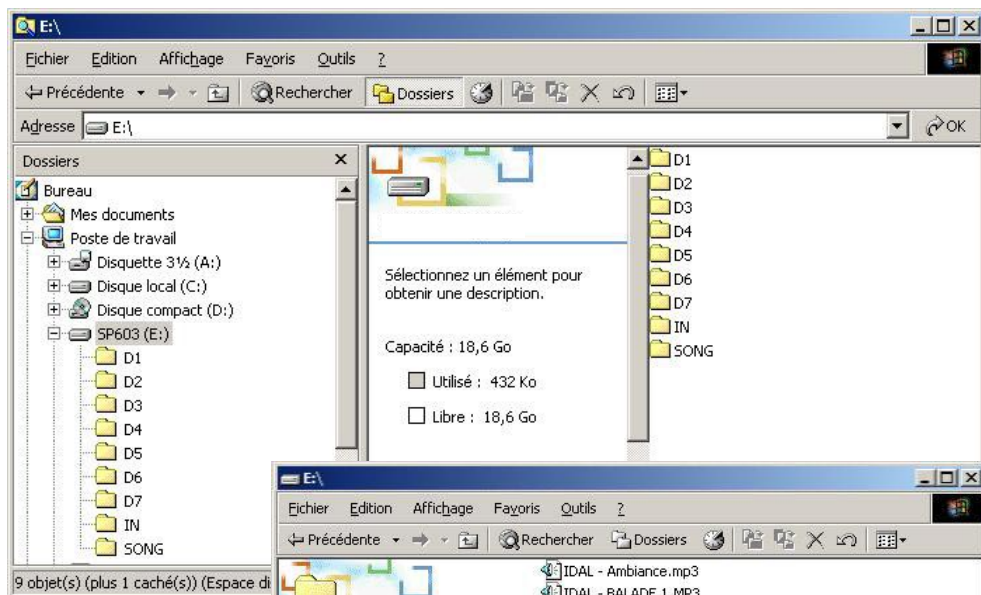 E:\
Fichier Edition Affichage Favoris Outils ?
Précédente Rechercher Dossiers
Adresse E:\ OK
Dossiers
Bureau
Mes documents
Poste de travail
Disquette 3½ (A:)
Disque local (C:)
Disque compact (D:)
SP603 (E:)
D1
D2
D3
D4
D5
D6
D7
IN
SONG
9 objet(s) (plus 1 caché(s)) (Espace di
Sélectionnez un élément pour
obtenir une description.
Capacité : 18,6 Go
Utilisé : 432 Ko
Libre : 18,6 Go
D1
D2
D3
D4
D5
D6
D7
IN
SONG
E:\
Fichier Edition Affichage Favoris Outils ?
Précédente Rechercher Dossiers
IDAL - Ambiance.mp3
IDAL - BALADE 1.MP3